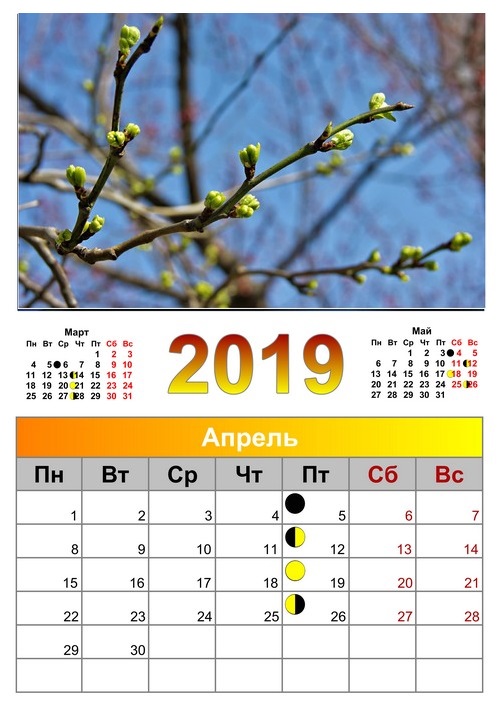 Март
Пн Вт Ср Чт Пт Сб Вс
1 2 3
4 5 6 7 8 9 10
11 12 13 14 15 16 17
18 19 20 21 22 23 24
25 26 27 28 29 30 31
2019
Май
Пн Вт Ср Чт Пт Сб Вс
1 2 3 4 5
6 7 8 9 10 11 12
13 14 15 16 17 18 19
20 21 22 23 24 25 26
27 28 29 30 31
Апрель
Пн Вт Ср Чт Пт Сб Вс
1 2 3 4 5 6 7
8 9 10 11 12 13 14
15 16 17 18 19 20 21
22 23 24 25 26 27 28
29 30